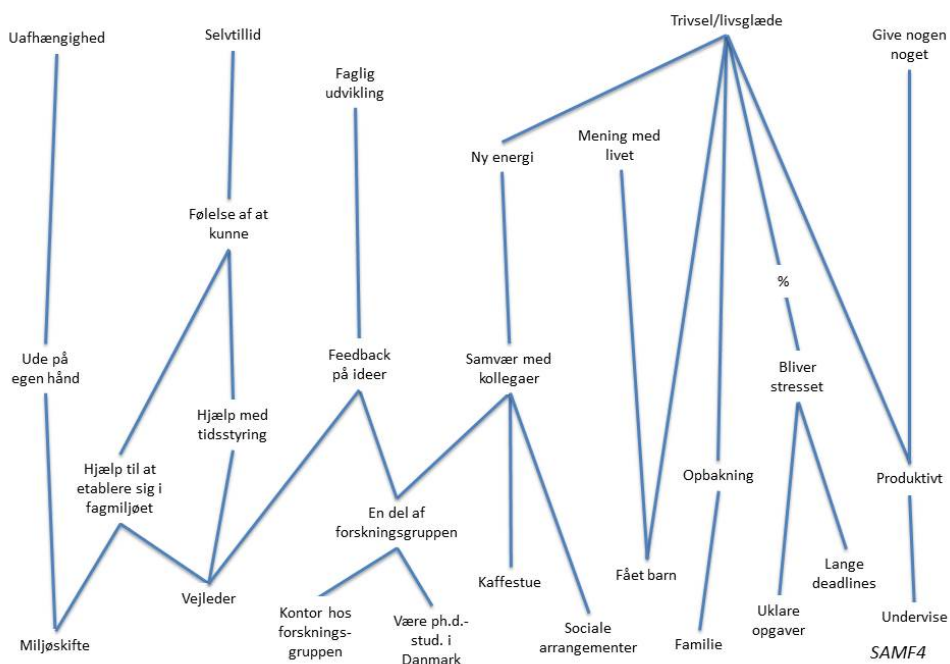 Trivsel/livsglæde
Uafhængighed
Selvtillid
Give nogen
noget
Faglig
udvikling
Mening med
livet
Ny energi
Følelse af at
kunne
%
Ude på
egen hånd
Feedback
på ideer
Samvær med
kollegaer
Bliver
stresset
Hjælp med
tidsstyring
Hjælp til at
etablere sig i
fagmiljøet
Opbakning
Produktivt
En del af
forskningsgruppen
Lange
deadlines
Fået barn
Kaffestue
Vejleder
Kontor hos
forsknings-
gruppen
Være ph.d.-
stud. i
Danmark
Uklare
opgaver
Undervise
Sociale
arrangementer
Miljøskifte
Familie
SAMF4